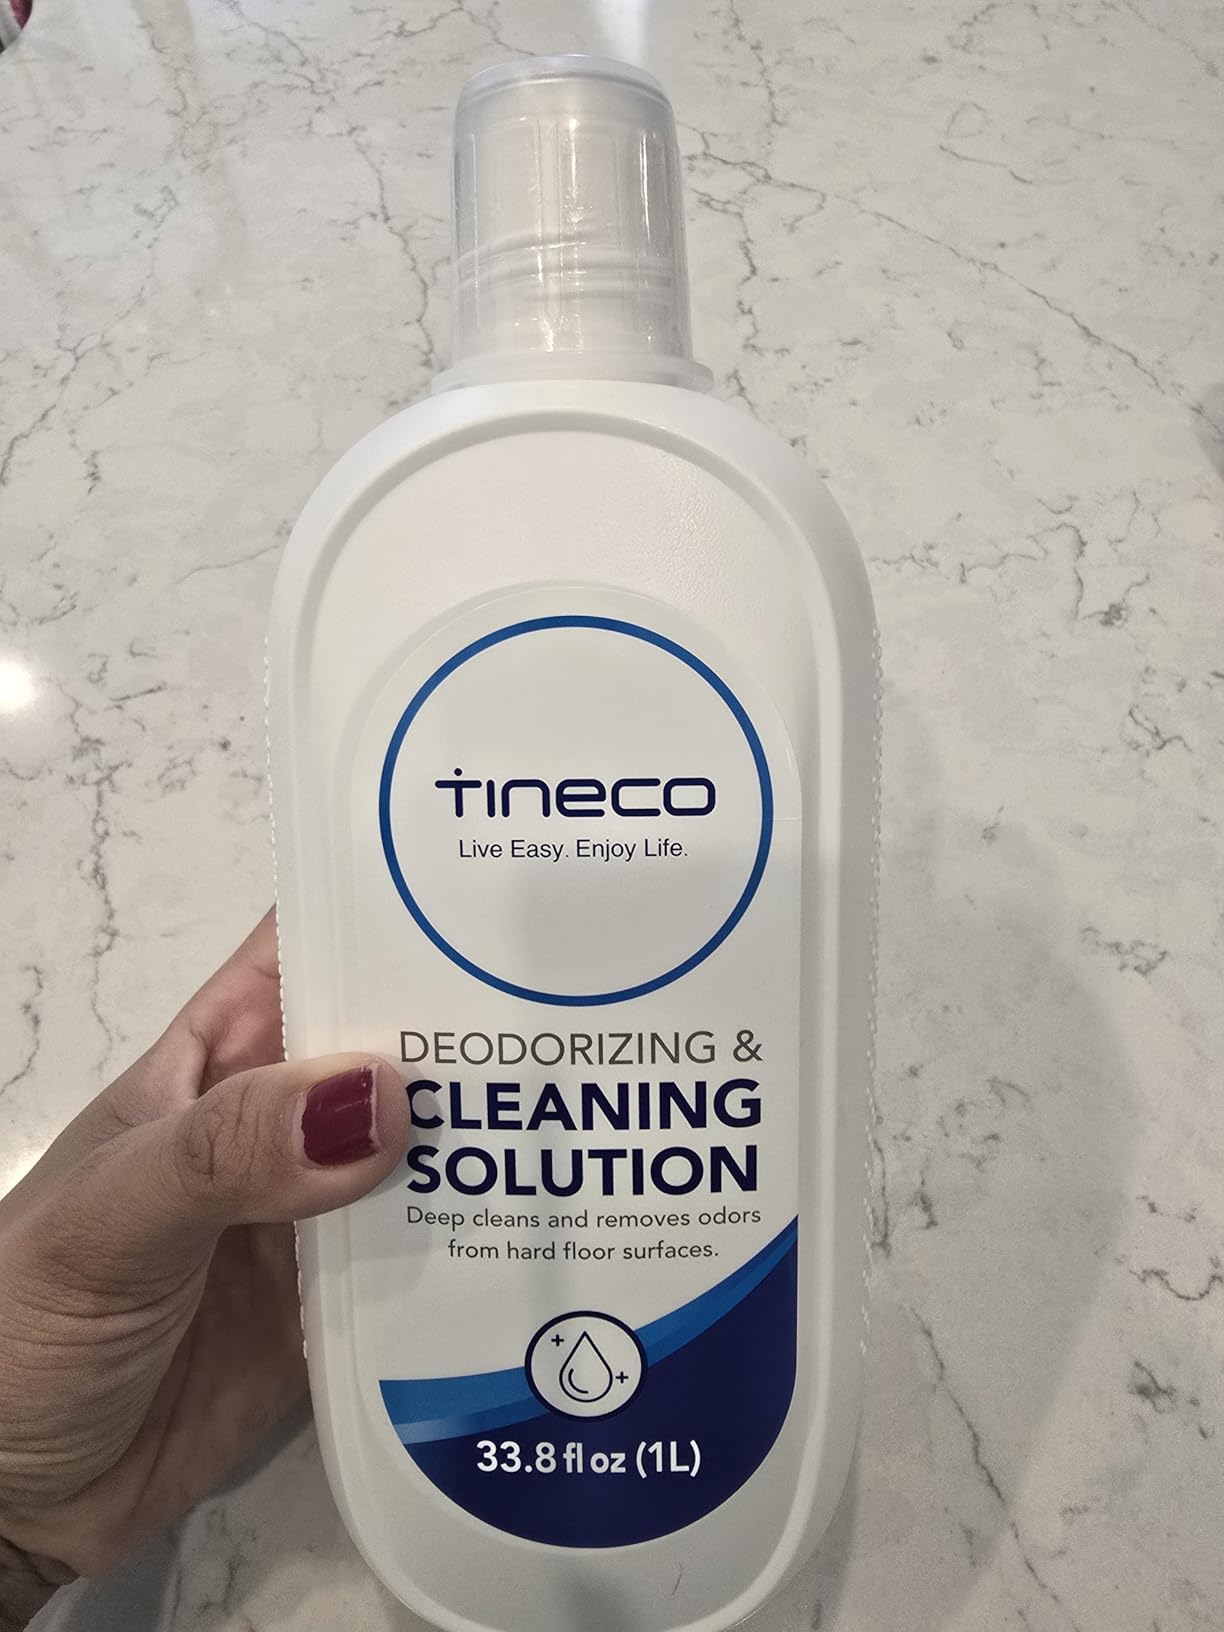 tineco
Live Easy. Enjoy Life.
DEODORIZING &
CLEANING
SOLUTION
Deep cleans and removes odors
from hard floor surfaces.
33.8 fl oz (1L)